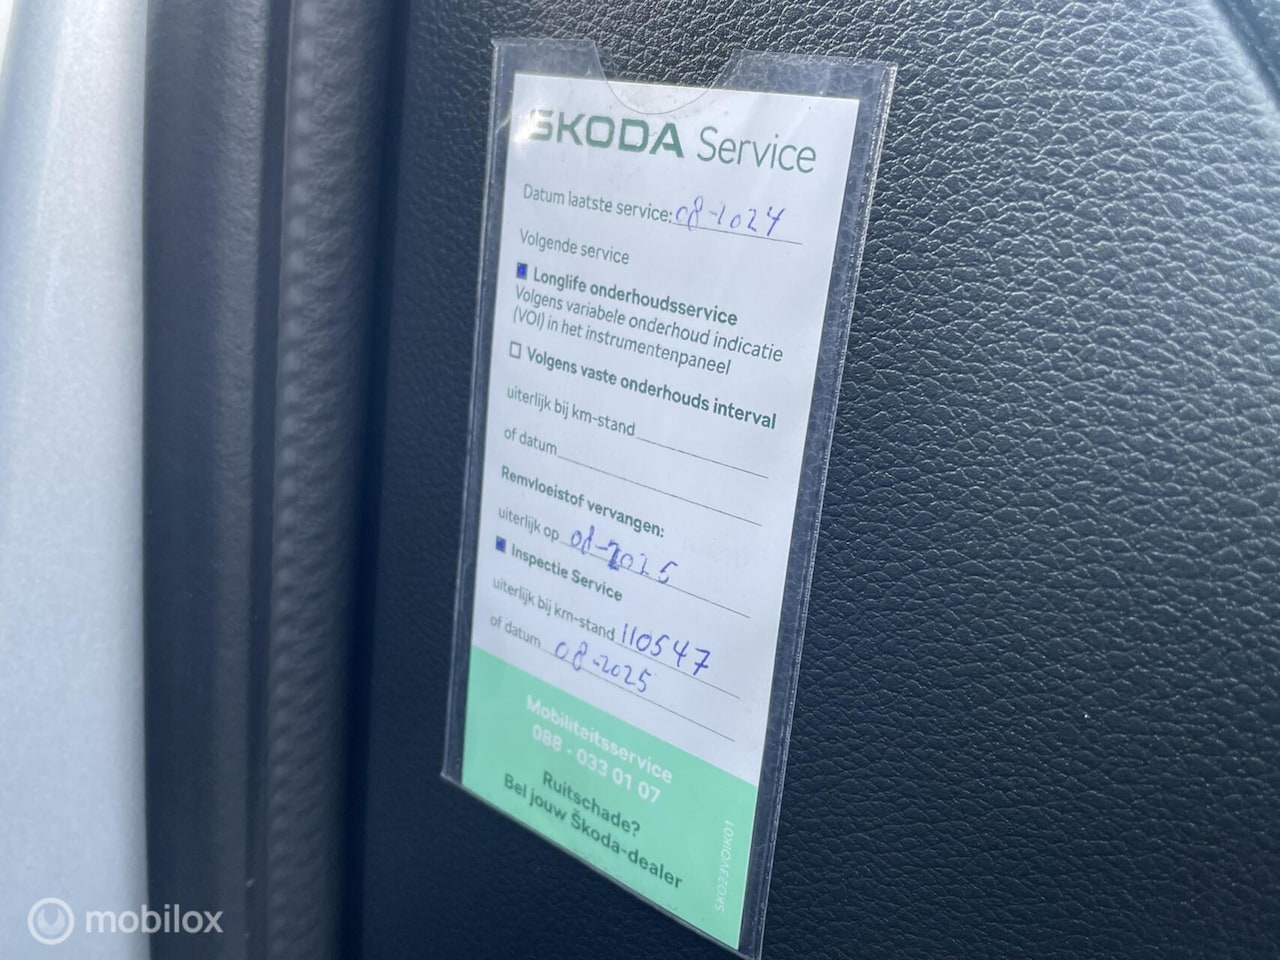 ŠKODA Service
Datum laatste service: 08-2024
Volgende service
Longlife onderhoudsservice
Volgens variabele onderhoud indicatie
(VOI) in het instrumentenpaneel
Volgens vaste onderhouds interval
uiterlijk bij km-stand
of datum
Remvloeistof vervangen:
uiterlijk op 08-2025
Inspectie Service
uiterlijk bij km-stand 110547
of datum 08-2025
Mobiliteitsservice
088 - 033 01 07
Ruitschade?
Bel jouw Škoda-dealer
SKO23VOIK01
mobilox